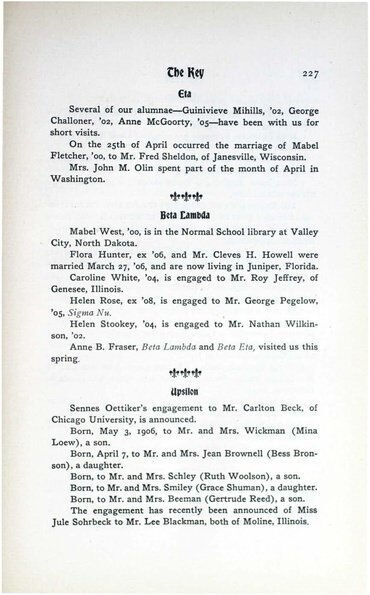 The Key 227
Eta
Several of our alumnae—Guinivieve Mihills, '02, George
Challoner, '02, Anne McGoorty, '05—have been with us for
short visits.
On the 25th of April occurred the marriage of Mabel
Fletcher, '00, to Mr. Fred Sheldon, of Janesville, Wisconsin.
Mrs. John M. Olin spent part of the month of April in
Washington.
Beta Lambda
Mabel West, '00, is in the Normal School library at Valley
City, North Dakota.
Flora Hunter, ex '06, and Mr. Cleves H. Howell were
married March 27, '06, and are now living in Juniper, Florida.
Caroline White, '04, is engaged to Mr. Roy Jeffrey, of
Genesee, Illinois.
Helen Rose, ex '08, is engaged to Mr. George Pegelow,
'05, Sigma Nu.
Helen Stookey, '04, is engaged to Mr. Nathan Wilkin-
son, '02.
Anne B. Fraser, Beta Lambda and Beta Eta, visited us this
spring.
Upsilon
Sennes Oettiker's engagement to Mr. Carlton Beck, of
Chicago University, is announced.
Born, May 3, 1906, to Mr. and Mrs. Wickman (Mina
Loew), a son.
Born, April 7, to Mr. and Mrs. Jean Brownell (Bess Bron-
son), a daughter.
Born, to Mr. and Mrs. Schley (Ruth Woolson), a son.
Born, to Mr. and Mrs. Smiley (Grace Shuman), a daughter.
Born, to Mr. and Mrs. Beeman (Gertrude Reed), a son.
The engagement has recently been announced of Miss
Jule Sohrbeck to Mr. Lee Blackman, both of Moline, Illinois.